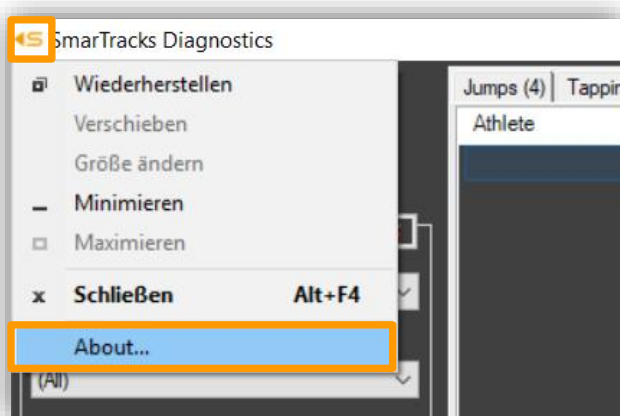 SmarTracks Diagnostics
Wiederherstellen
Verschieben
Größe ändern
Minimieren
Maximieren
Schließen Alt+F4
About...
(All)
Jumps (4) Tappin
Athlete